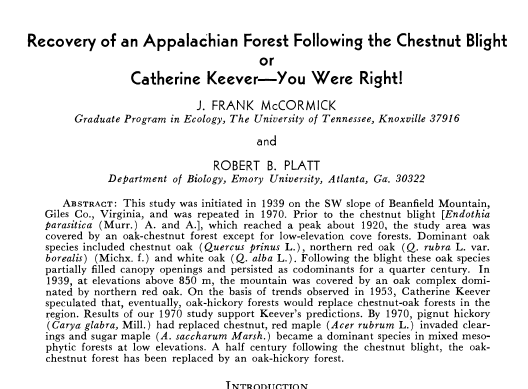 Recovery of an Appalachian Forest Following the Chestnut Blight
or
Catherine Keever—You Were Right!
J. FRANK McCORMICK
Graduate Program in Ecology, The University of Tennessee, Knoxville 37916
and
ROBERT B. PLATT
Department of Biology, Emory University, Atlanta, Ga. 30322
ABSTRACT: This study was initiated in 1939 on the SW slope of Beanfield Mountain,
Giles Co., Virginia, and was repeated in 1970. Prior to the chestnut blight [Endothia
parasitica (Murr.) A. and A.], which reached a peak about 1920, the study area was
covered by an oak-chestnut forest except for low-elevation cove forests. Dominant oak
species included chestnut oak (Quercus prinus L.), northern red oak (Q. rubra L. var.
borealis) (Michx. f.) and white oak (Q. alba L.). Following the blight these oak species
partially filled canopy openings and persisted as codominants for a quarter century. In
1939, at elevations above 850 m, the mountain was covered by an oak complex domi-
nated by northern red oak. On the basis of trends observed in 1953, Catherine Keever
speculated that, eventually, oak-hickory forests would replace chestnut-oak forests in the
region. Results of our 1970 study support Keever's predictions. By 1970, pignut hickory
(Carya glabra, Mill.) had replaced chestnut, red maple (Acer rubrum L.) invaded clear-
ings and sugar maple (A. saccharum Marsh.) became a dominant species in mixed meso-
phytic forests at low elevations. A half century following the chestnut blight, the oak-
chestnut forest has been replaced by an oak-hickory forest.
INTRODUCTION